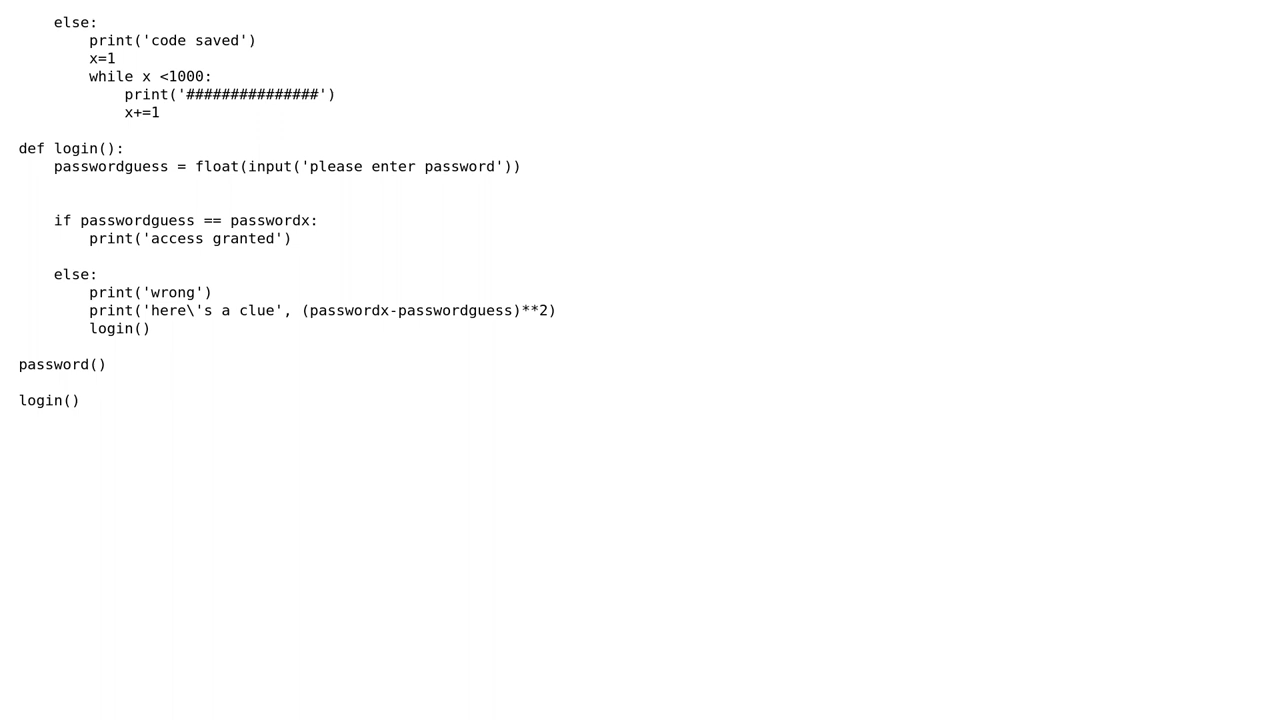 else:
        print('code saved')
        x=1
        while x <1000:
            print('###############')
            x+=1

def login():
    passwordguess = float(input('please enter password'))


    if passwordguess == passwordx:
        print('access granted')

    else:
        print('wrong')
        print('here\'s a clue', (passwordx-passwordguess)**2)
        login()

password()

login()